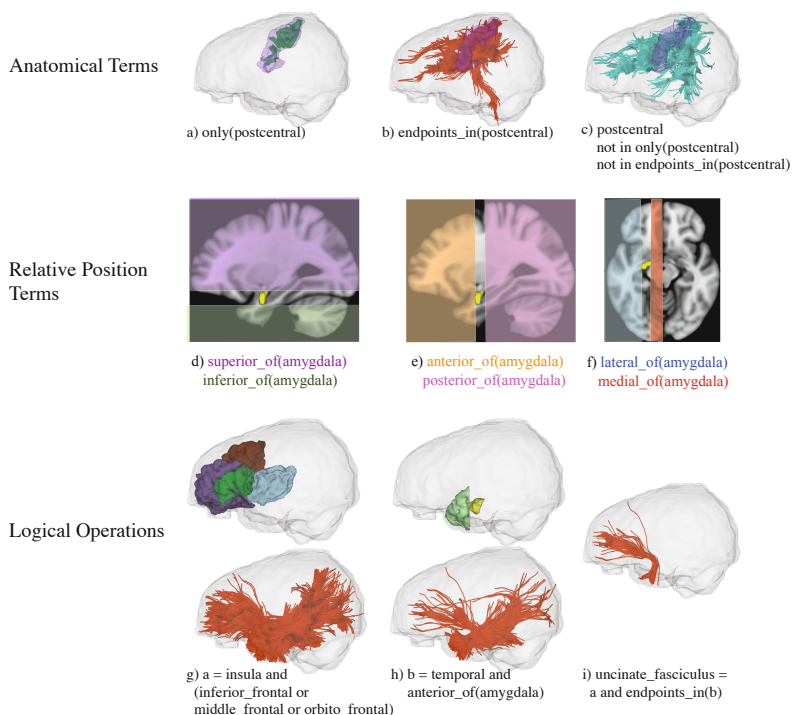 Anatomical Terms
a) only(postcentral)
b) endpoints_in(postcentral)
c) postcentral
not in only(postcentral)
not in endpoints_in(postcentral)
Relative Position
Terms
d) superior_of(amygdala)
inferior_of(amygdala)
e) anterior_of(amygdala)
posterior_of(amygdala)
f) lateral_of(amygdala)
medial_of(amygdala)
Logical Operations
g) a = insula and
(inferior_frontal or
middle_frontal or orbito_frontal)
h) b = temporal and
anterior_of(amygdala)
i) uncinate_fasciculus =
a and endpoints_in(b)